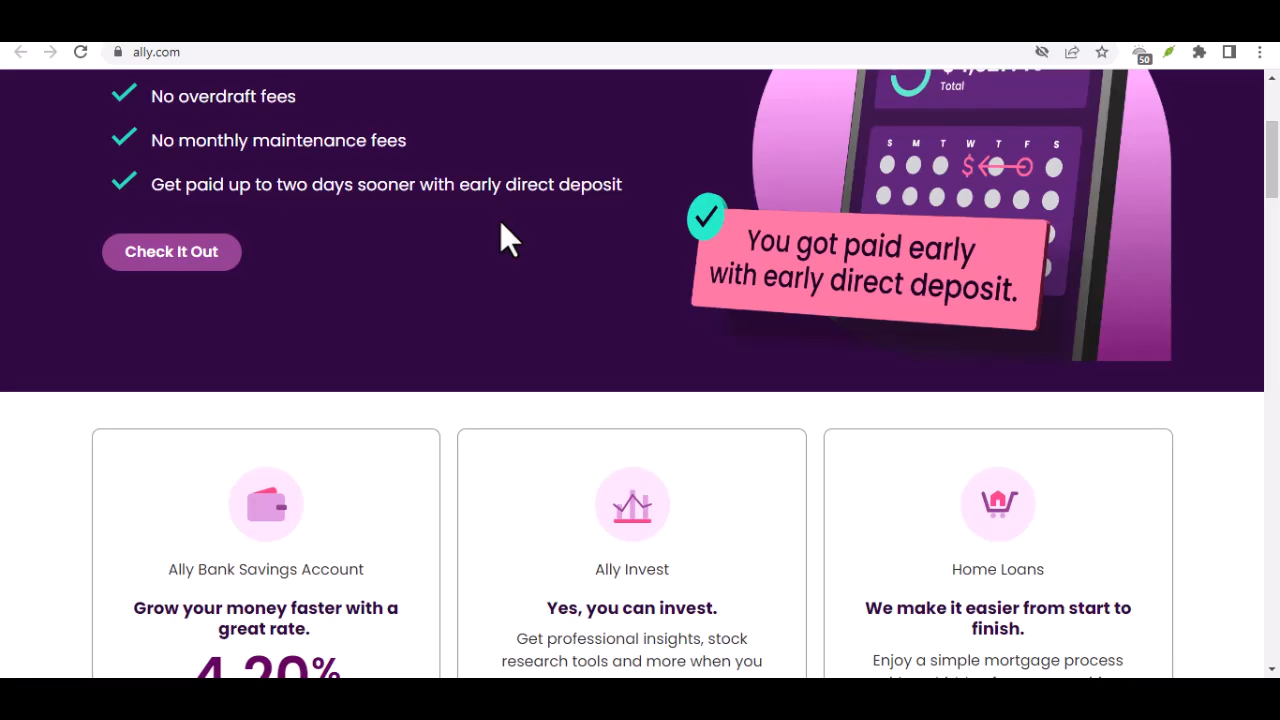 ally.com
50
No overdraft fees
No monthly maintenance fees
Get paid up to two days sooner with early direct deposit
Check It Out
Total
S M T W T F S
$
You got paid early
with early direct deposit.
Ally Bank Savings Account
Grow your money faster with a
great rate.
4.20%
Ally Invest
Yes, you can invest.
Get professional insights, stock
research tools and more when you
Home Loans
We make it easier from start to
finish.
Enjoy a simple mortgage process